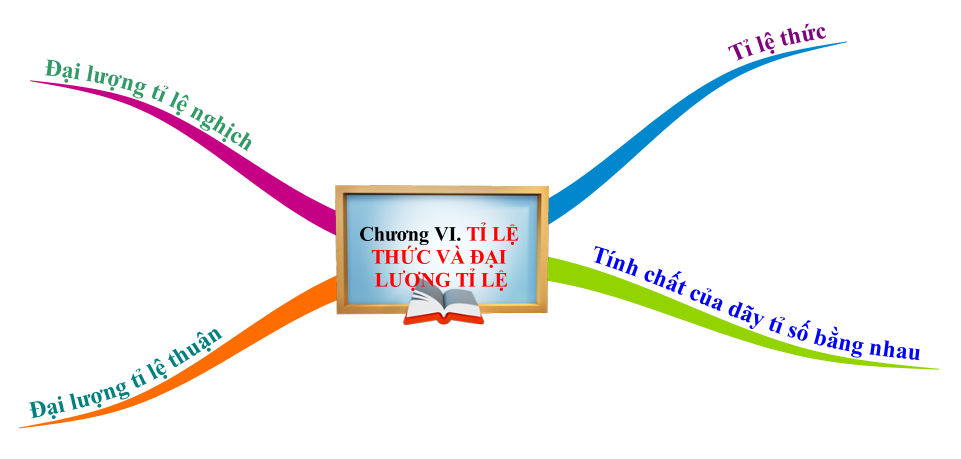 Tỉ lệ thức
Đại lượng tỉ lệ nghịch
Chương VI. TỈ LỆ
THỨC VÀ ĐẠI
LƯỢNG TỈ LỆ
Tính chất của dãy tỉ số bằng nhau
Đại lượng tỉ lệ thuận